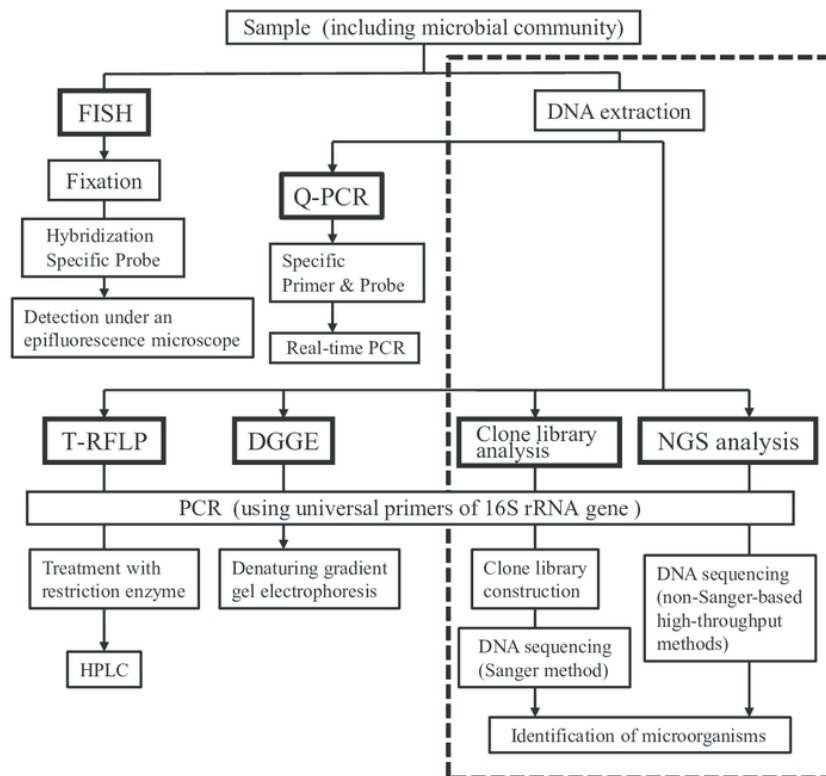 Sample (including microbial community)
FISH
DNA extraction
Fixation
Q-PCR
Hybridization
Specific Probe
Specific
Primer & Probe
Detection under an
epifluorescence microscope
Real-time PCR
T-RFLP
DGGE
Clone library
analysis
NGS analysis
PCR (using universal primers of 16S rRNA gene )
Treatment with
restriction enzyme
Denaturing gradient
gel electrophoresis
Clone library
construction
DNA sequencing
(non-Sanger-based
high-throughput
methods)
DNA sequencing
(Sanger method)
HPLC
Identification of microorganisms